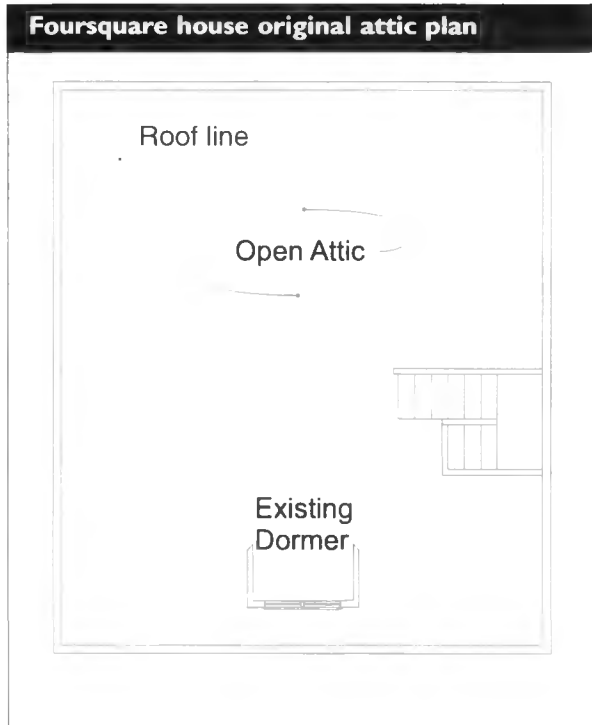 Foursquare house original attic plan
Roof line
Open Attic
Existing
Dormer